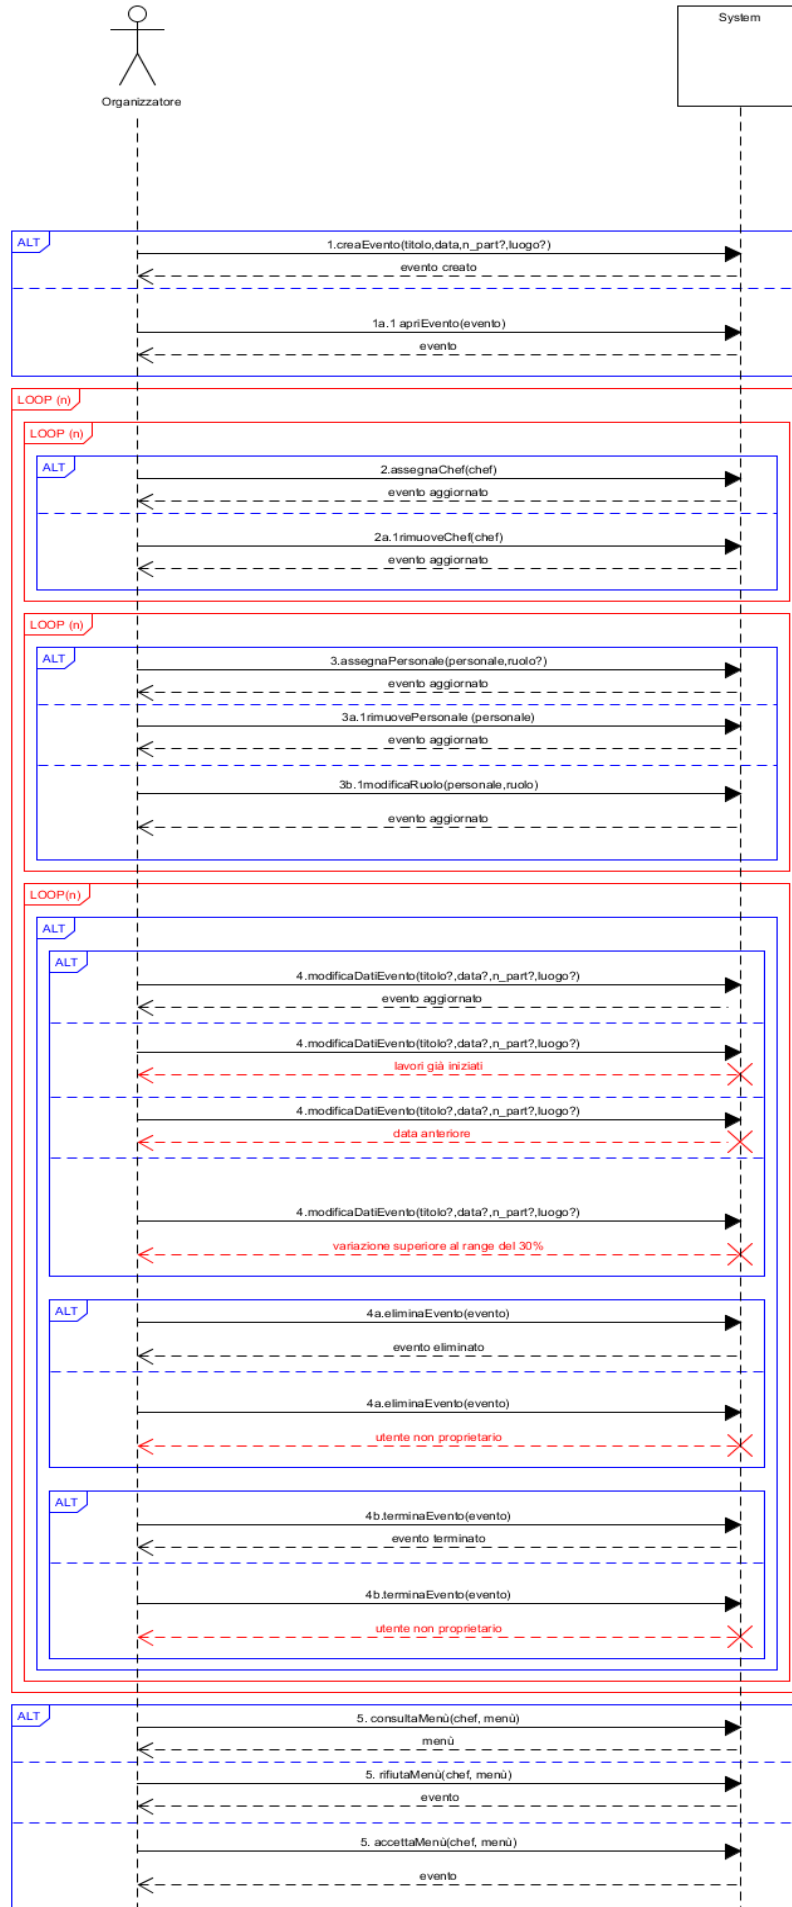 System
Organizzatore
ALT
1.creaEvento(titolo,data,n_part?,luogo?)
evento creato
1a.1 apriEvento(evento)
evento
LOOP (n)
LOOP (n)
ALT
2.assegnaChef(chef)
evento aggiornato
2a.1rimuoveChef(chef)
evento aggiornato
LOOP (n)
ALT
3.assegnaPersonale(personale,ruolo?)
evento aggiornato
3a.1rimuovePersonale (personale)
evento aggiornato
3b.1modificaRuolo(personale,ruolo)
evento aggiornato
LOOP(n)
ALT
ALT
4.modificaDatiEvento(titolo?,data?,n_part?,luogo?)
evento aggiornato
4.modificaDatiEvento(titolo?,data?,n_part?,luogo?)
lavori già iniziati
4.modificaDatiEvento(titolo?,data?,n_part?,luogo?)
data anteriore
4.modificaDatiEvento(titolo?,data?,n_part?,luogo?)
variazione superiore al range del 30%
ALT
4a.eliminaEvento(evento)
evento eliminato
4a.eliminaEvento(evento)
utente non proprietario
ALT
4b.terminaEvento(evento)
evento terminato
4b.terminaEvento(evento)
utente non proprietario
ALT
5. consultaMenù(chef, menù)
menù
5. rifiutaMenù(chef, menù)
evento
5. accettaMenù(chef, menù)
evento